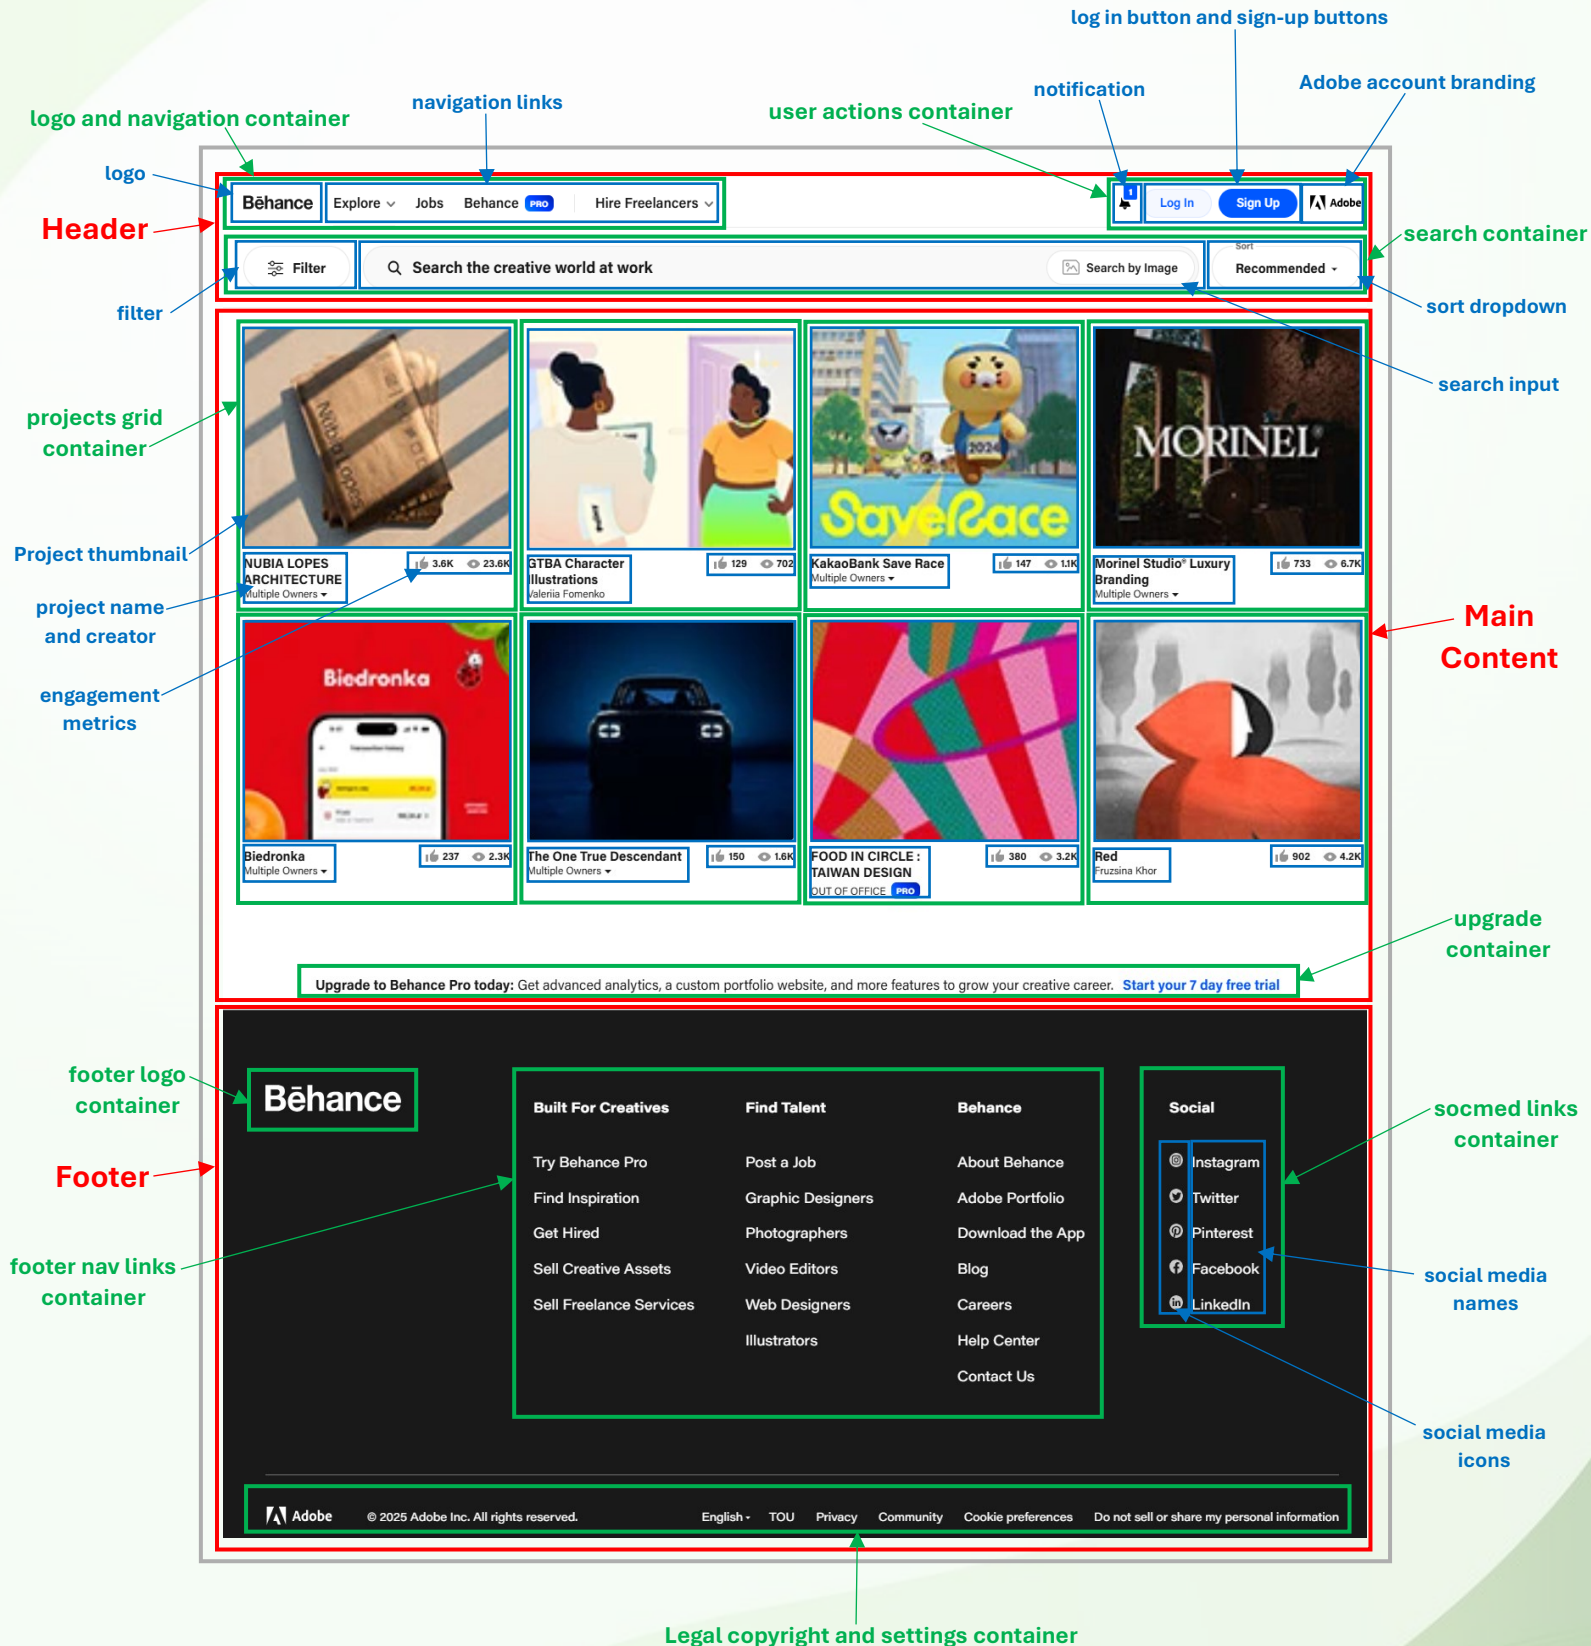 log in button and sign-up buttons
notification
Adobe account branding
navigation links
user actions container
logo and navigation container
logo
Header
Bēhance
Explore
Jobs
Behance PRO
Hire Freelancers
1
Log In
Sign Up
Adobe
search container
Filter
Search the creative world at work
Search by Image
Sort
Recommended
filter
sort dropdown
search input
projects grid
container
Nubia Lopes
2024
SaveRace
MORINEL®
Project thumbnail
NUBIA LOPES
ARCHITECTURE
Multiple Owners
3.6K 23.6K
GTBA Character
Illustrations
Valeriia Fomenko
129 702
KakaoBank Save Race
Multiple Owners
147 1.1K
Morinel Studio® Luxury
Branding
Multiple Owners
733 6.7K
project name
and creator
Main
Content
engagement
metrics
Biedronka
Transaction history
Biedronka
Multiple Owners
237 2.3K
The One True Descendant
Multiple Owners
150 1.6K
FOOD IN CIRCLE :
TAIWAN DESIGN
OUT OF OFFICE PRO
380 3.2K
Red
Fruzsina Khor
902 4.2K
upgrade
container
Upgrade to Behance Pro today: Get advanced analytics, a custom portfolio website, and more features to grow your creative career. Start your 7 day free trial
footer logo
container
Bēhance
Footer
footer nav links
container
Built For Creatives
Try Behance Pro
Find Inspiration
Get Hired
Sell Creative Assets
Sell Freelance Services
Find Talent
Post a Job
Graphic Designers
Photographers
Video Editors
Web Designers
Illustrators
Behance
About Behance
Adobe Portfolio
Download the App
Blog
Careers
Help Center
Contact Us
Social
Instagram
Twitter
Pinterest
Facebook
LinkedIn
socmed links
container
social media
names
social media
icons
Adobe
© 2025 Adobe Inc. All rights reserved.
English
TOU
Privacy
Community
Cookie preferences
Do not sell or share my personal information
Legal copyright and settings container